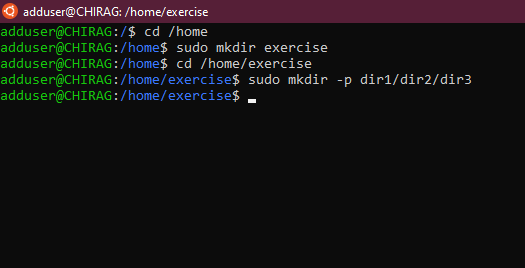 adduser@CHIRAG: /home/exercise
adduser@CHIRAG:/$ cd /home
adduser@CHIRAG:/home$ sudo mkdir exercise
adduser@CHIRAG:/home$ cd /home/exercise
adduser@CHIRAG:/home/exercise$ sudo mkdir -p dir1/dir2/dir3
adduser@CHIRAG:/home/exercise$